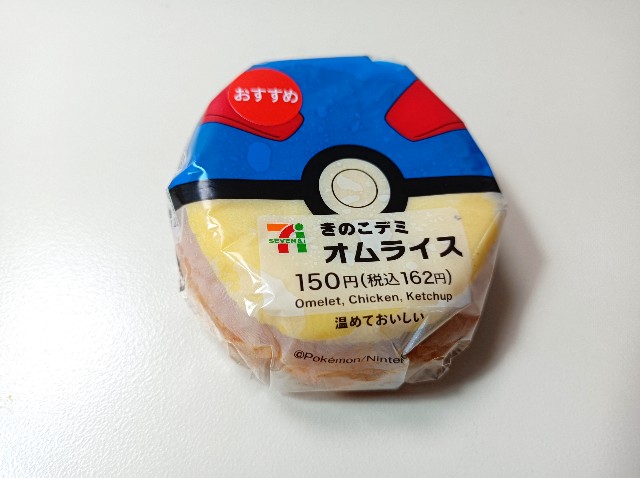 おすすめ
SEVEN & i
きのこデミ
オムライス
150円(税込162円)
Omelet, Chicken, Ketchup
温めておいしい
©Pokémon/Ninte